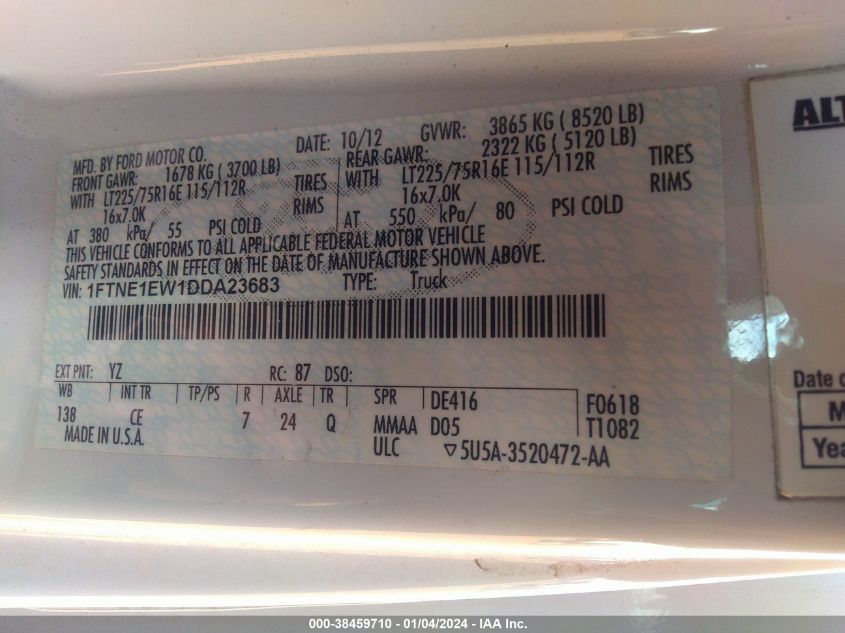 MFD. BY FORD MOTOR CO. DATE: 10/12 GVWR: 3865 KG ( 8520 LB)
FRONT GAWR: 1678 KG ( 3700 LB) REAR GAWR: 2322 KG ( 5120 LB)
WITH LT225/75R16E 115/112R TIRES WITH LT225/75R16E 115/112R TIRES
16x7.0K RIMS 16x7.0K RIMS
AT 380 kPa/ 55 PSI COLD AT 550 kPa/ 80 PSI COLD
THIS VEHICLE CONFORMS TO ALL APPLICABLE FEDERAL MOTOR VEHICLE
SAFETY STANDARDS IN EFFECT ON THE DATE OF MANUFACTURE SHOWN ABOVE.
VIN: 1FTNE1EW1DDA23683 TYPE: Truck
EXT PNT: YZ RC: 87 DSO:
WB INT TR TP/PS R AXLE TR SPR DE416 F0618
138 CE 7 24 Q MMAA D05 T1082
MADE IN U.S.A. ULC ▽5U5A-3520472-AA
ALT
Date o
M
Yea
000-38459710 - 01/04/2024 - IAA Inc.